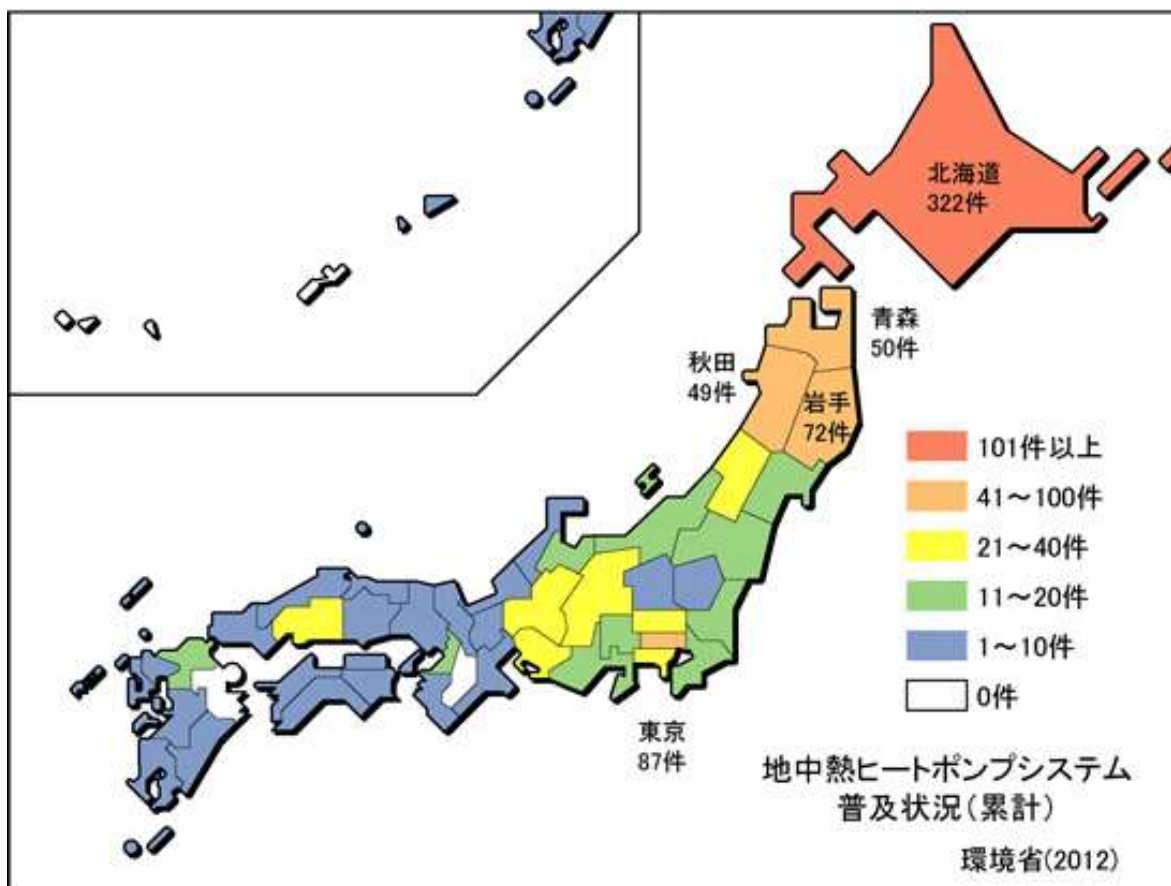 北海道
322件
青森
50件
秋田
49件
岩手
72件
101件以上
41～100件
21～40件
11～20件
1～10件
0件
東京
87件
地中熱ヒートポンプシステム
普及状況(累計)
環境省(2012)